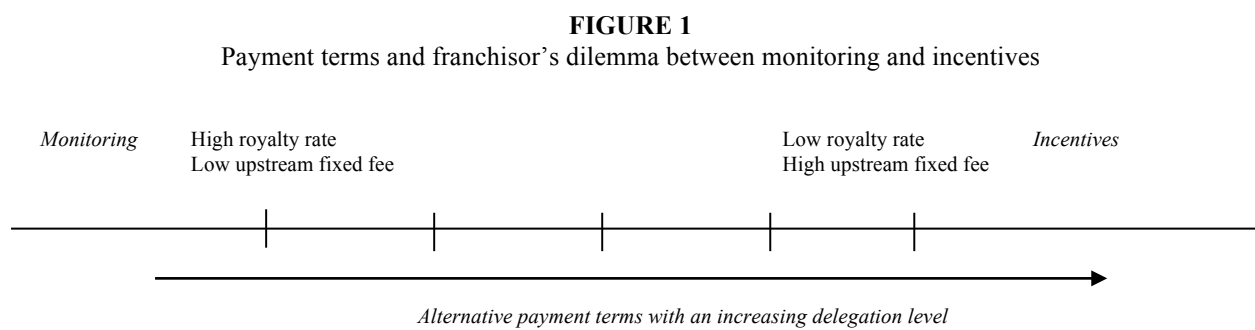 FIGURE 1
Payment terms and franchisor's dilemma between monitoring and incentives
Monitoring
High royalty rate
Low upstream fixed fee
Low royalty rate
High upstream fixed fee
Incentives
Alternative payment terms with an increasing delegation level